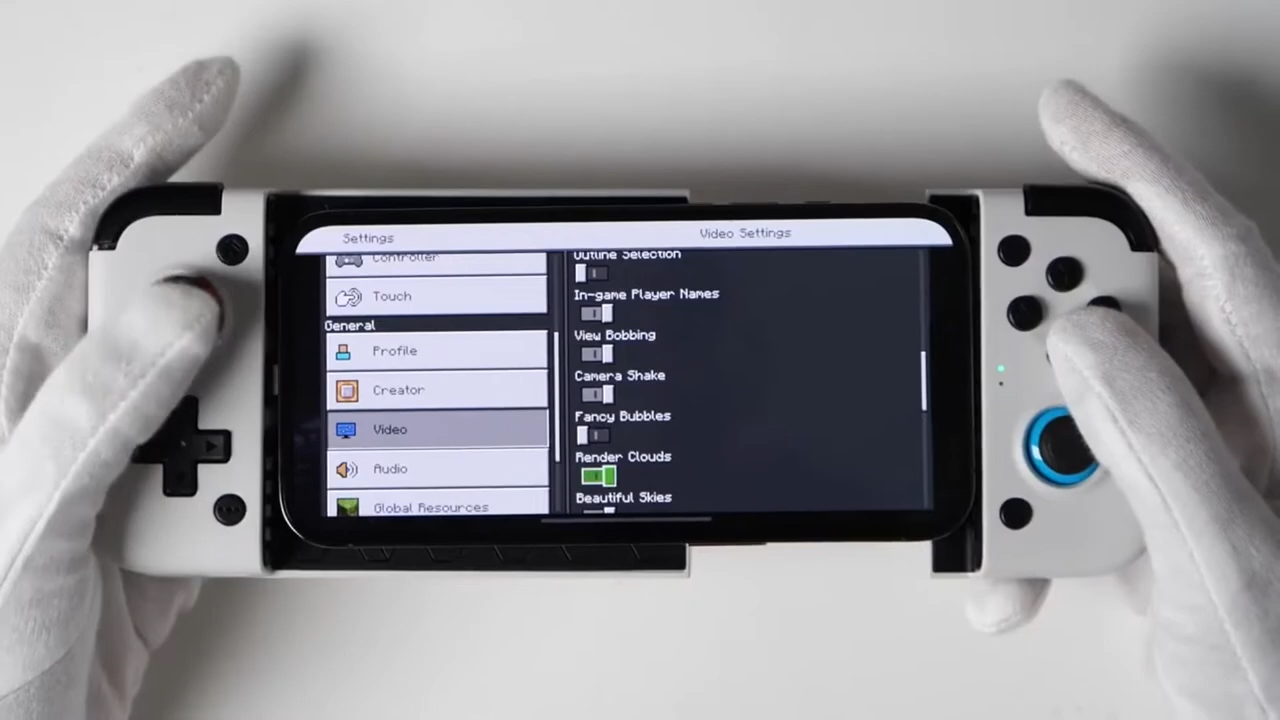 Settings
Video Settings
Controller
Touch
General
Profile
Creator
Video
Audio
Global Resources
Outline Selection
In-game Player Names
View Bobbing
Camera Shake
Fancy Bubbles
Render Clouds
Beautiful Skies